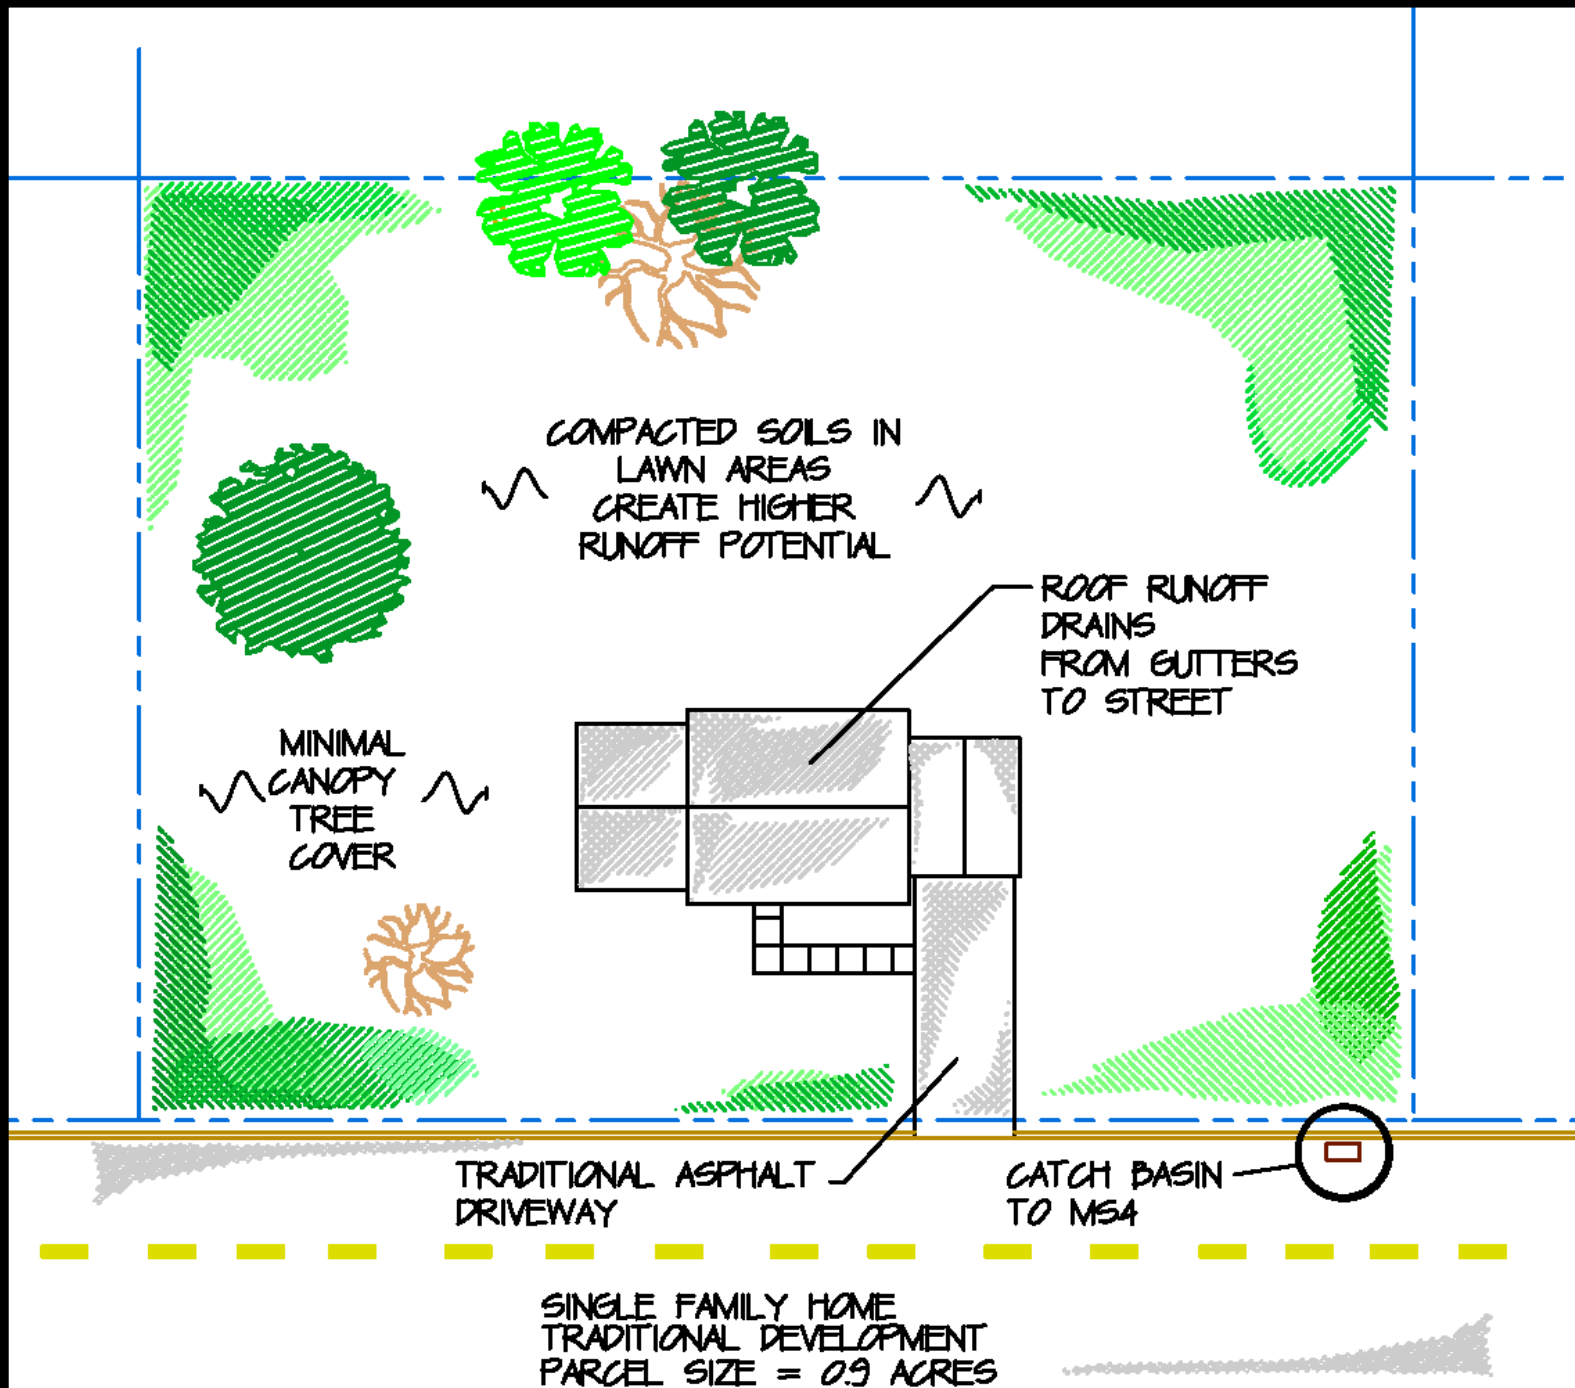 COMPACTED SOILS IN
LAWN AREAS
CREATE HIGHER
RUNOFF POTENTIAL
ROOF RUNOFF
DRAINS
FROM GUTTERS
TO STREET
MINIMAL
CANOPY
TREE
COVER
TRADITIONAL ASPHALT
DRIVEWAY
CATCH BASIN
TO MS4
SINGLE FAMILY HOME
TRADITIONAL DEVELOPMENT
PARCEL SIZE = 0.9 ACRES